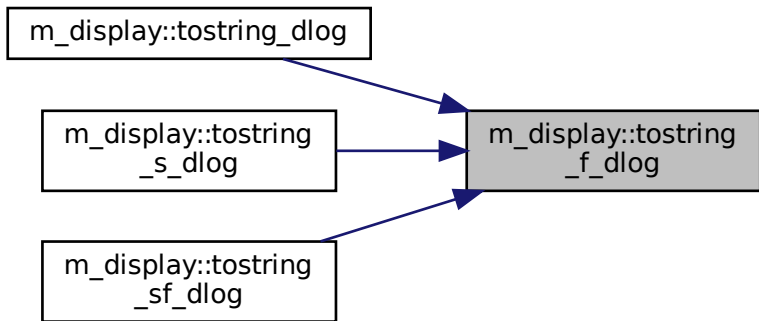 m_display::tostring_dlog
m_display::tostring
_s_dlog
m_display::tostring
_f_dlog
m_display::tostring
_sf_dlog